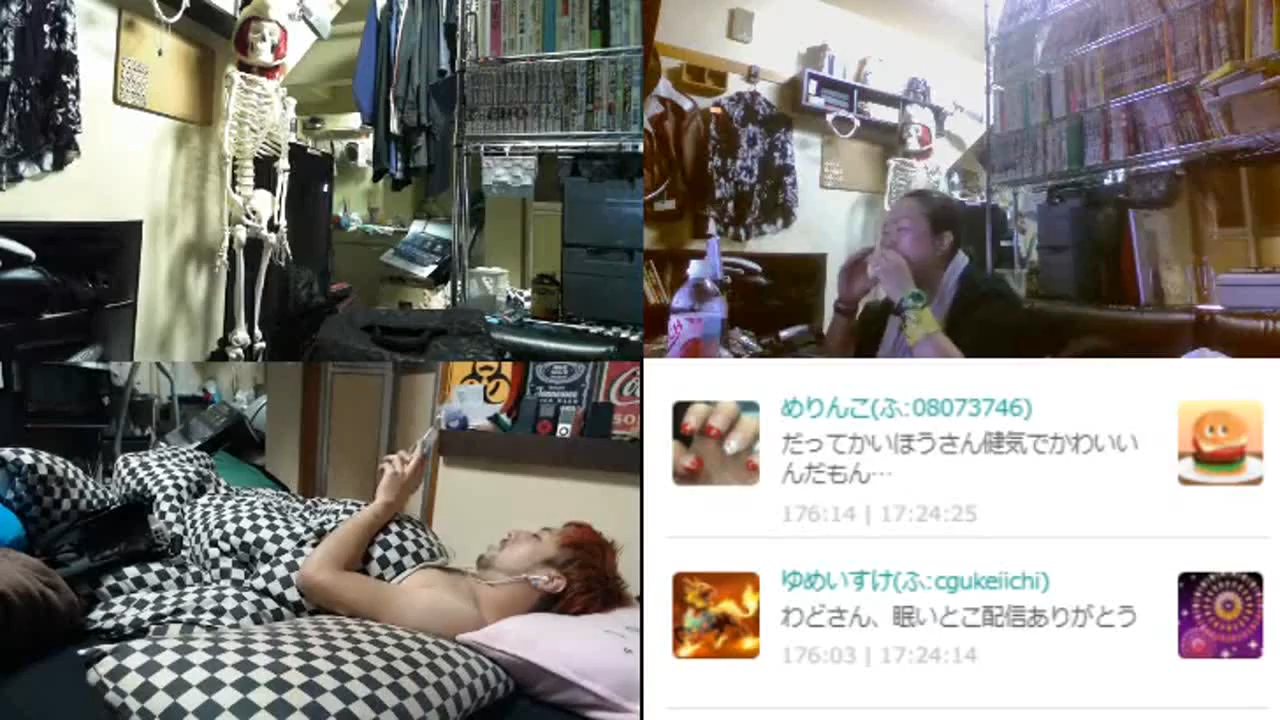 JACK
Tennessee
Coca
めりんこ(ふ:08073746)
だってかいほうさん健気でかわいい
んだもん…
176:14 | 17:24:25
ゆめいすけ(ふ:cgukeiichi)
わどさん、眠いとこ配信ありがとう
176:03 | 17:24:14